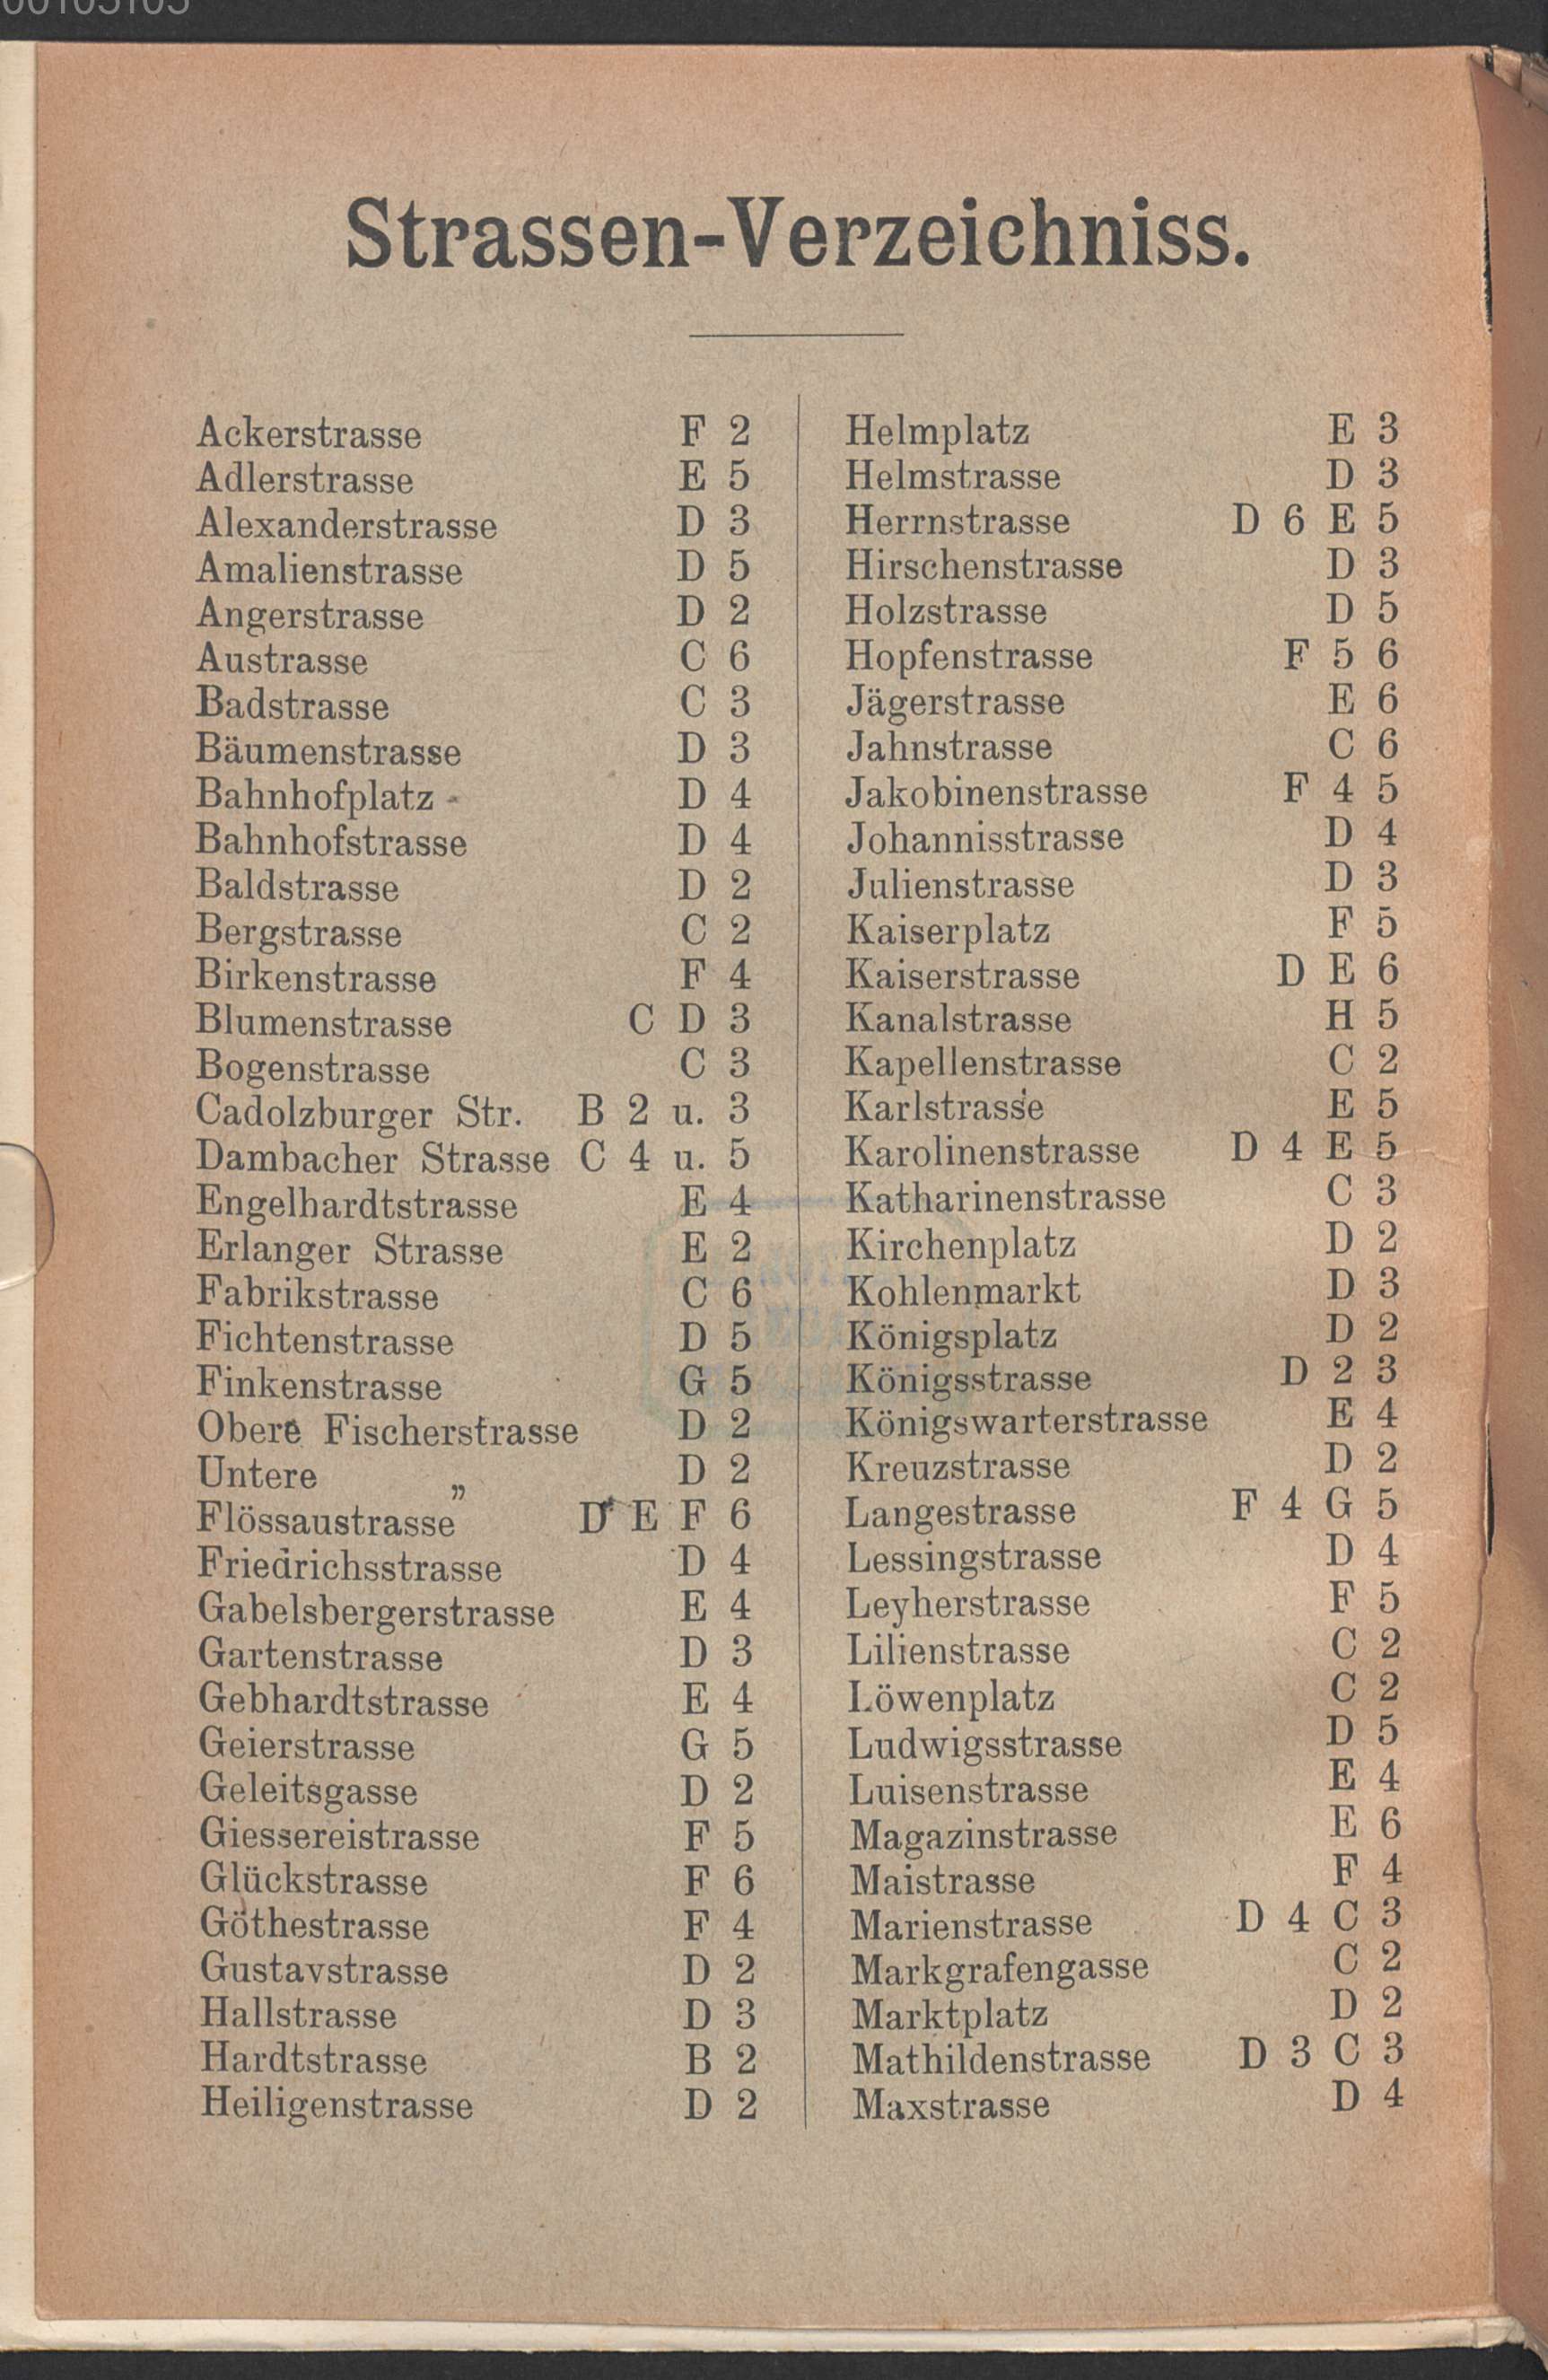 Strassen-Verzeichniss.
Ackerstrasse F 2
Adlerstrasse E 5
Alexanderstrasse D 3
Amalienstrasse D 5
Angerstrasse D 2
Austrasse C 6
Badstrasse C 3
Bäumenstrasse D 3
Bahnhofplatz D 4
Bahnhofstrasse D 4
Baldstrasse D 2
Bergstrasse C 2
Birkenstrasse F 4
Blumenstrasse C D 3
Bogenstrasse C 3
Cadolzburger Str. B 2 u. 3
Dambacher Strasse C 4 u. 5
Engelhardtstrasse E 4
Erlanger Strasse E 2
Fabrikstrasse C 6
Fichtenstrasse D 5
Finkenstrasse G 5
Obere Fischerstrasse D 2
Untere „ D 2
Flössaustrasse D E F 6
Friedrichsstrasse D 4
Gabelsbergerstrasse E 4
Gartenstrasse D 3
Gebhardtstrasse E 4
Geierstrasse G 5
Geleitsgasse D 2
Giessereistrasse F 5
Glückstrasse F 6
Göthestrasse F 4
Gustavstrasse D 2
Hallstrasse D 3
Hardtstrasse B 2
Heiligenstrasse D 2
Helmplatz E 3
Helmstrasse D 3
Herrnstrasse D 6 E 5
Hirschenstrasse D 3
Holzstrasse D 5
Hopfenstrasse F 5 6
Jägerstrasse E 6
Jahnstrasse C 6
Jakobinenstrasse F 4 5
Johannisstrasse D 4
Julienstrasse D 3
Kaiserplatz F 5
Kaiserstrasse D E 6
Kanalstrasse H 5
Kapellenstrasse C 2
Karlstrasse E 5
Karolinenstrasse D 4 E 5
Katharinenstrasse C 3
Kirchenplatz D 2
Kohlenmarkt D 3
Königsplatz D 2
Königsstrasse D 2 3
Königswarterstrasse E 4
Kreuzstrasse D 2
Langestrasse F 4 G 5
Lessingstrasse D 4
Leyherstrasse F 5
Lilienstrasse C 2
Löwenplatz C 2
Ludwigsstrasse D 5
Luisenstrasse E 4
Magazinstrasse E 6
Maistrasse F 4
Marienstrasse D 4 C 3
Markgrafengasse C 2
Marktplatz D 2
Mathildenstrasse D 3 C 3
Maxstrasse D 4